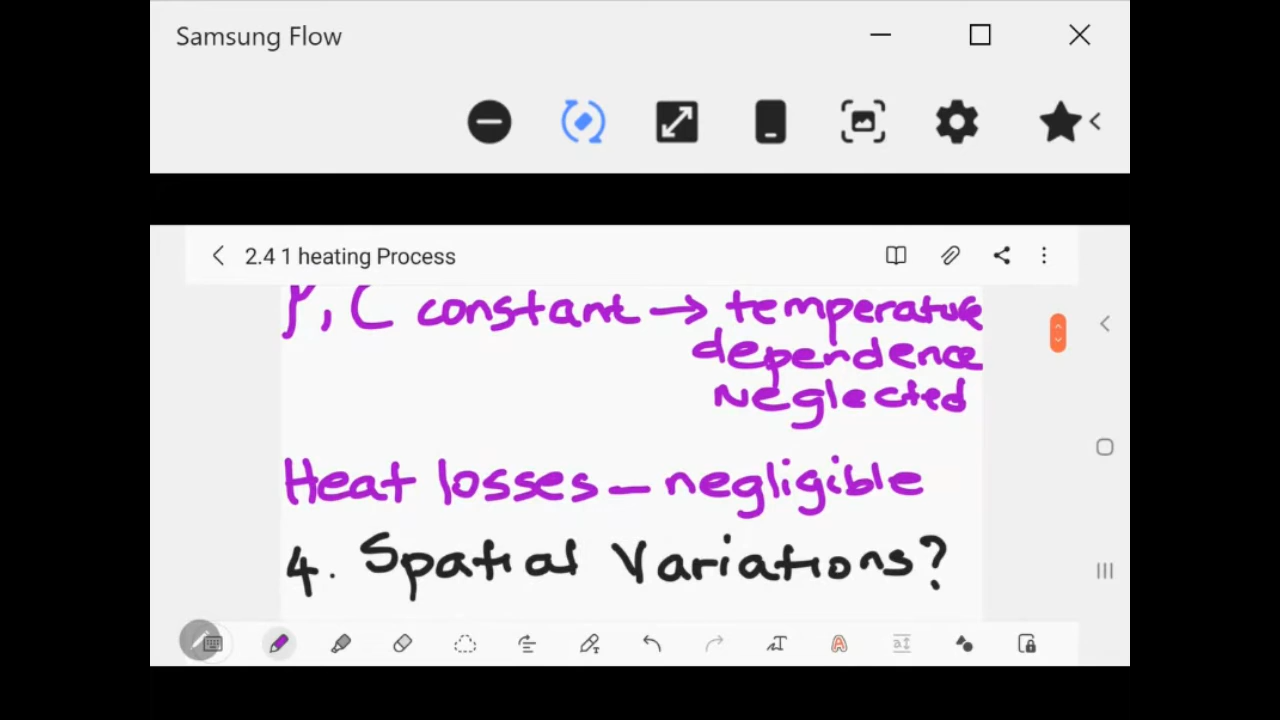 Samsung Flow
2.4 1 heating Process
ρ, C constant → temperature
dependence
Neglected
Heat losses – negligible
4. Spatial Variations?